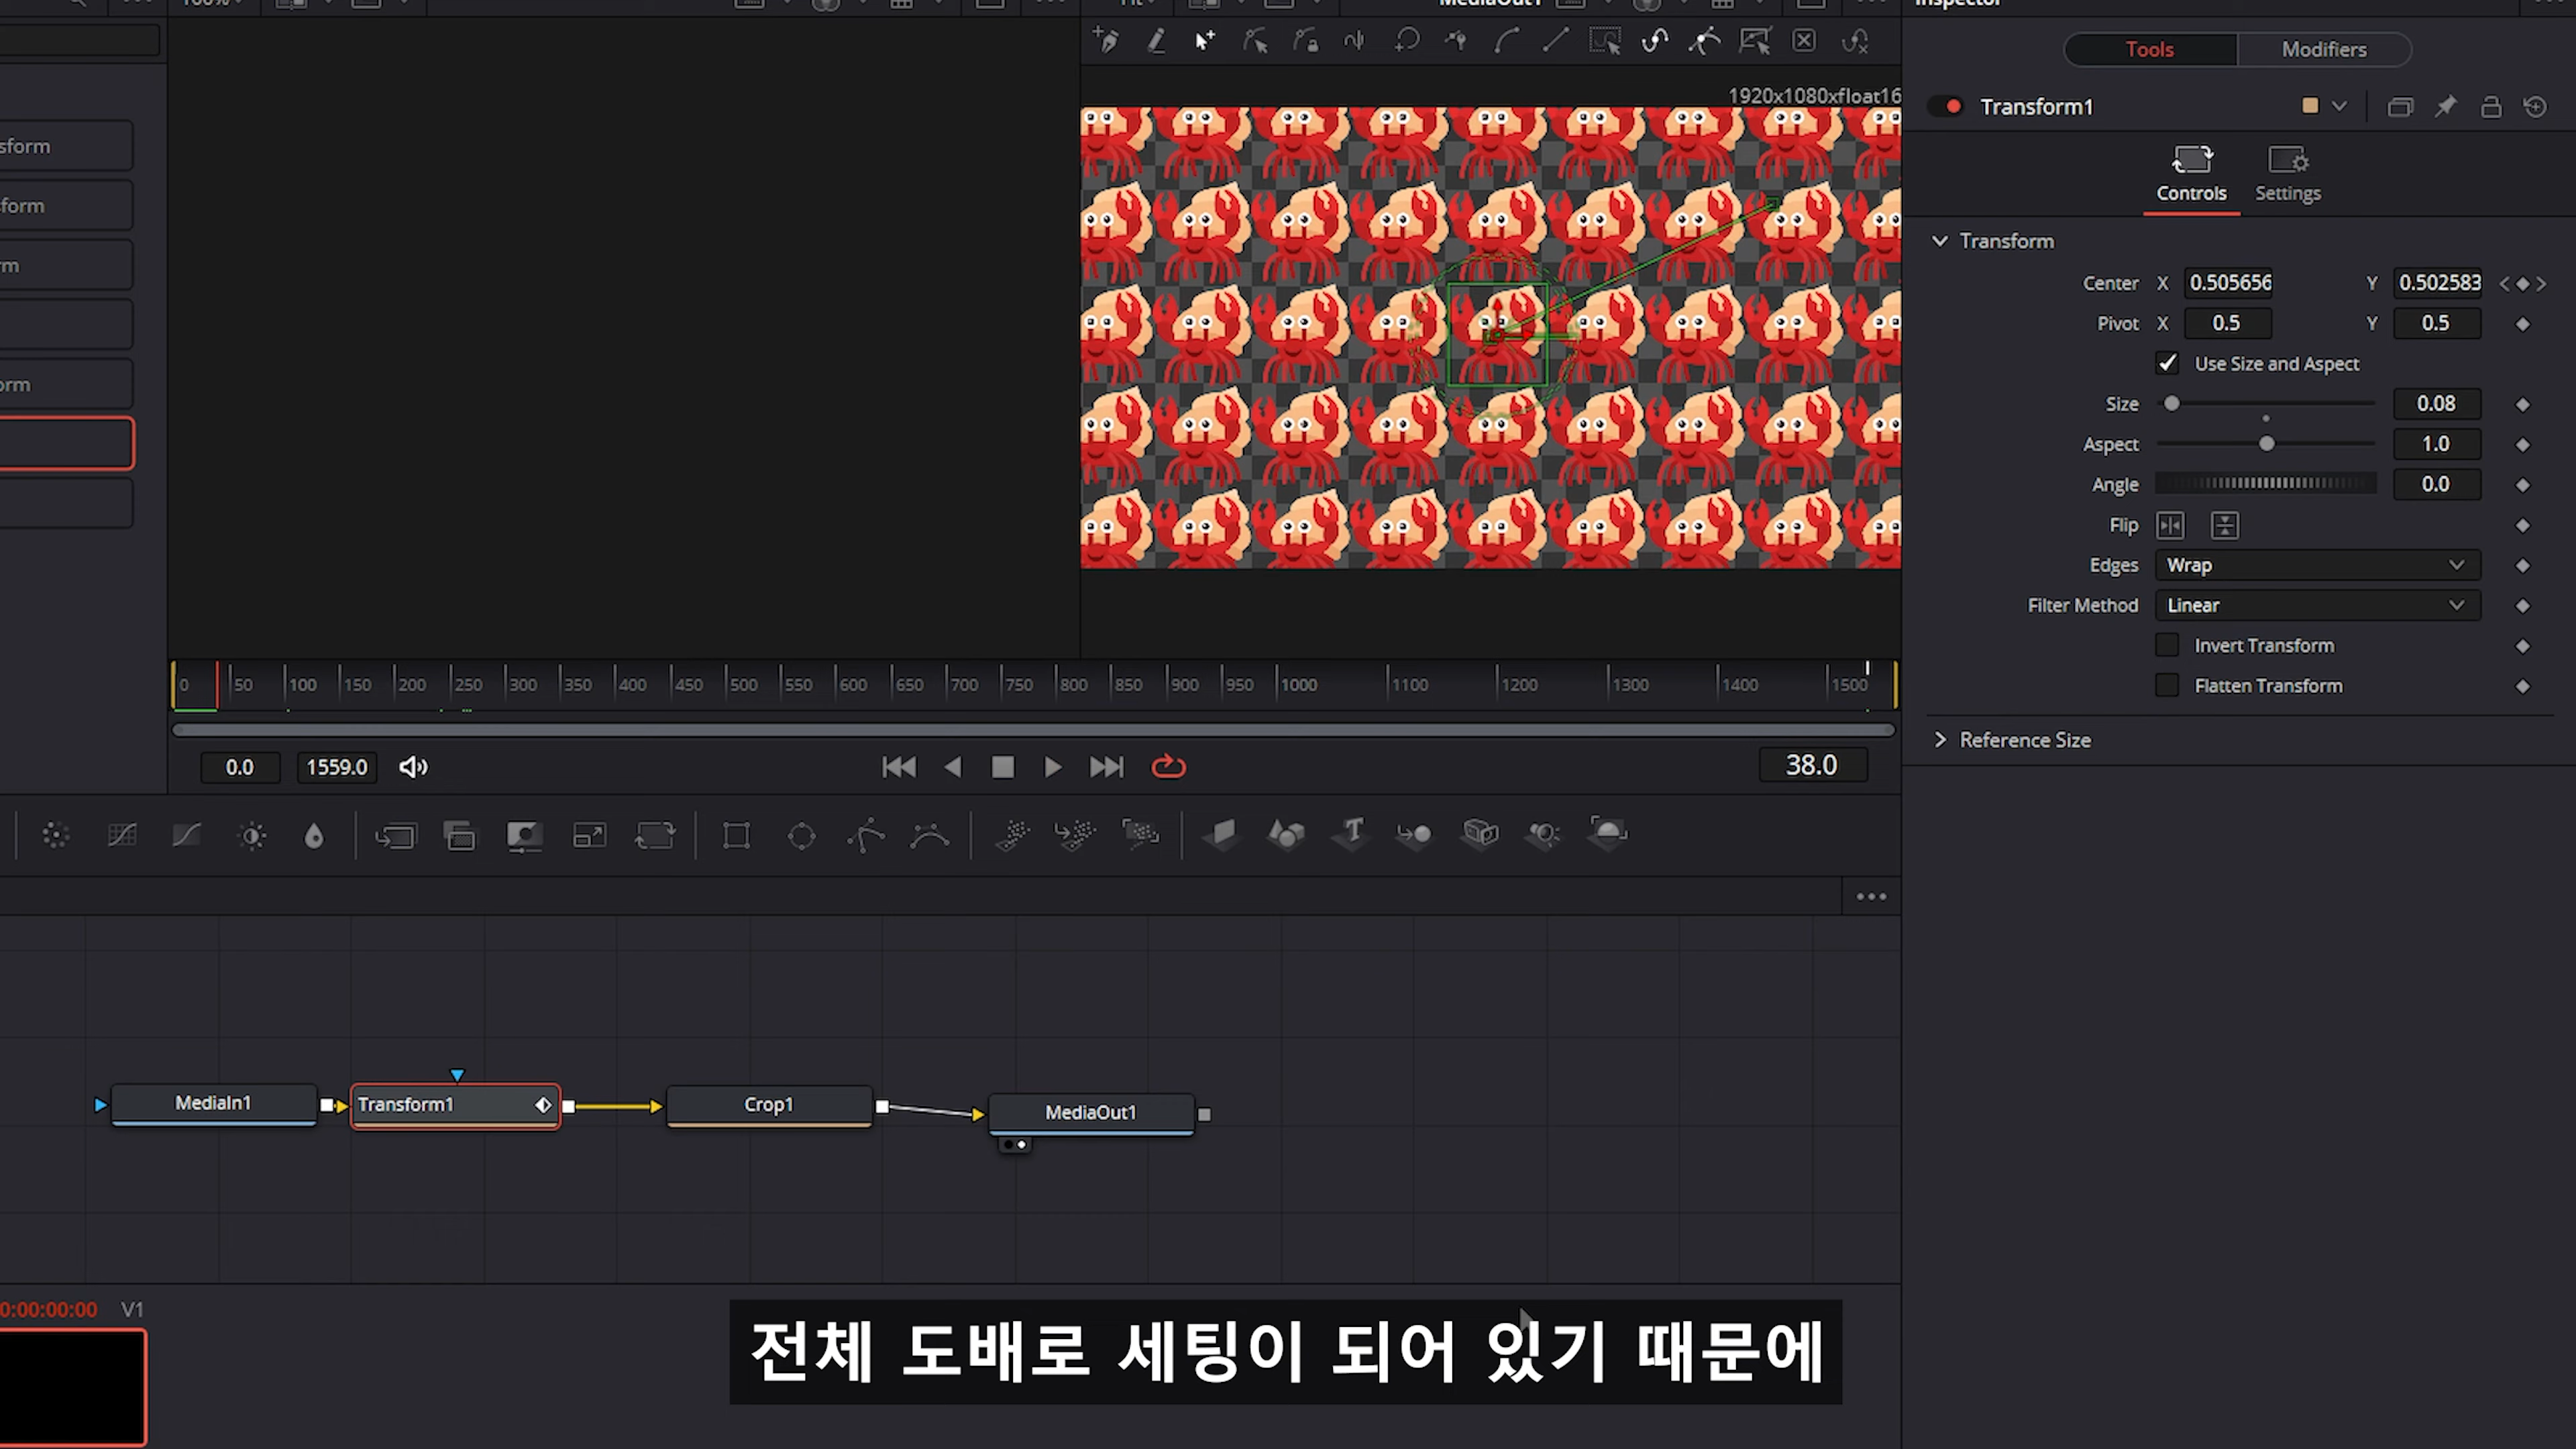 MediaOut1
Inspector
Tools
Modifiers
1920x1080xfloat16
Transform1
Controls
Settings
Transform
Center X 0.505656 Y 0.502583
Pivot X 0.5 Y 0.5
Use Size and Aspect
Size 0.08
Aspect 1.0
Angle 0.0
Flip
Edges Wrap
Filter Method Linear
Invert Transform
Flatten Transform
Reference Size
sform
form
rm
orm
0 50 100 150 200 250 300 350 400 450 500 550 600 650 700 750 800 850 900 950 1000 1100 1200 1300 1400 1500
0.0 1559.0 38.0
MediaIn1
Transform1
Crop1
MediaOut1
0:00:00:00 V1
전체 도배로 세팅이 되어 있기 때문에